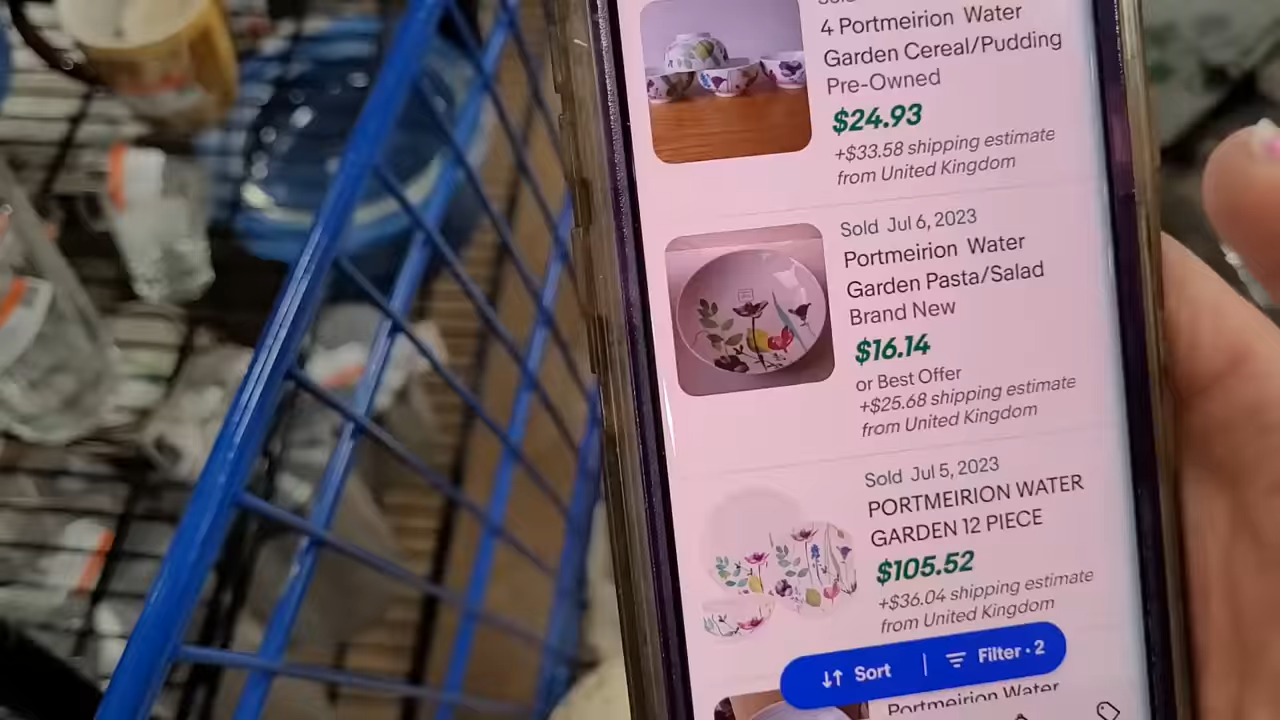 4 Portmeirion Water
Garden Cereal/Pudding
Pre-Owned
$24.93
+$33.58 shipping estimate
from United Kingdom
Sold Jul 6, 2023
Portmeirion Water
Garden Pasta/Salad
Brand New
$16.14
or Best Offer
+$25.68 shipping estimate
from United Kingdom
Sold Jul 5, 2023
PORTMEIRION WATER
GARDEN 12 PIECE
$105.52
+$36.04 shipping estimate
from United Kingdom
Sort
Filter · 2
Portmeirion Water